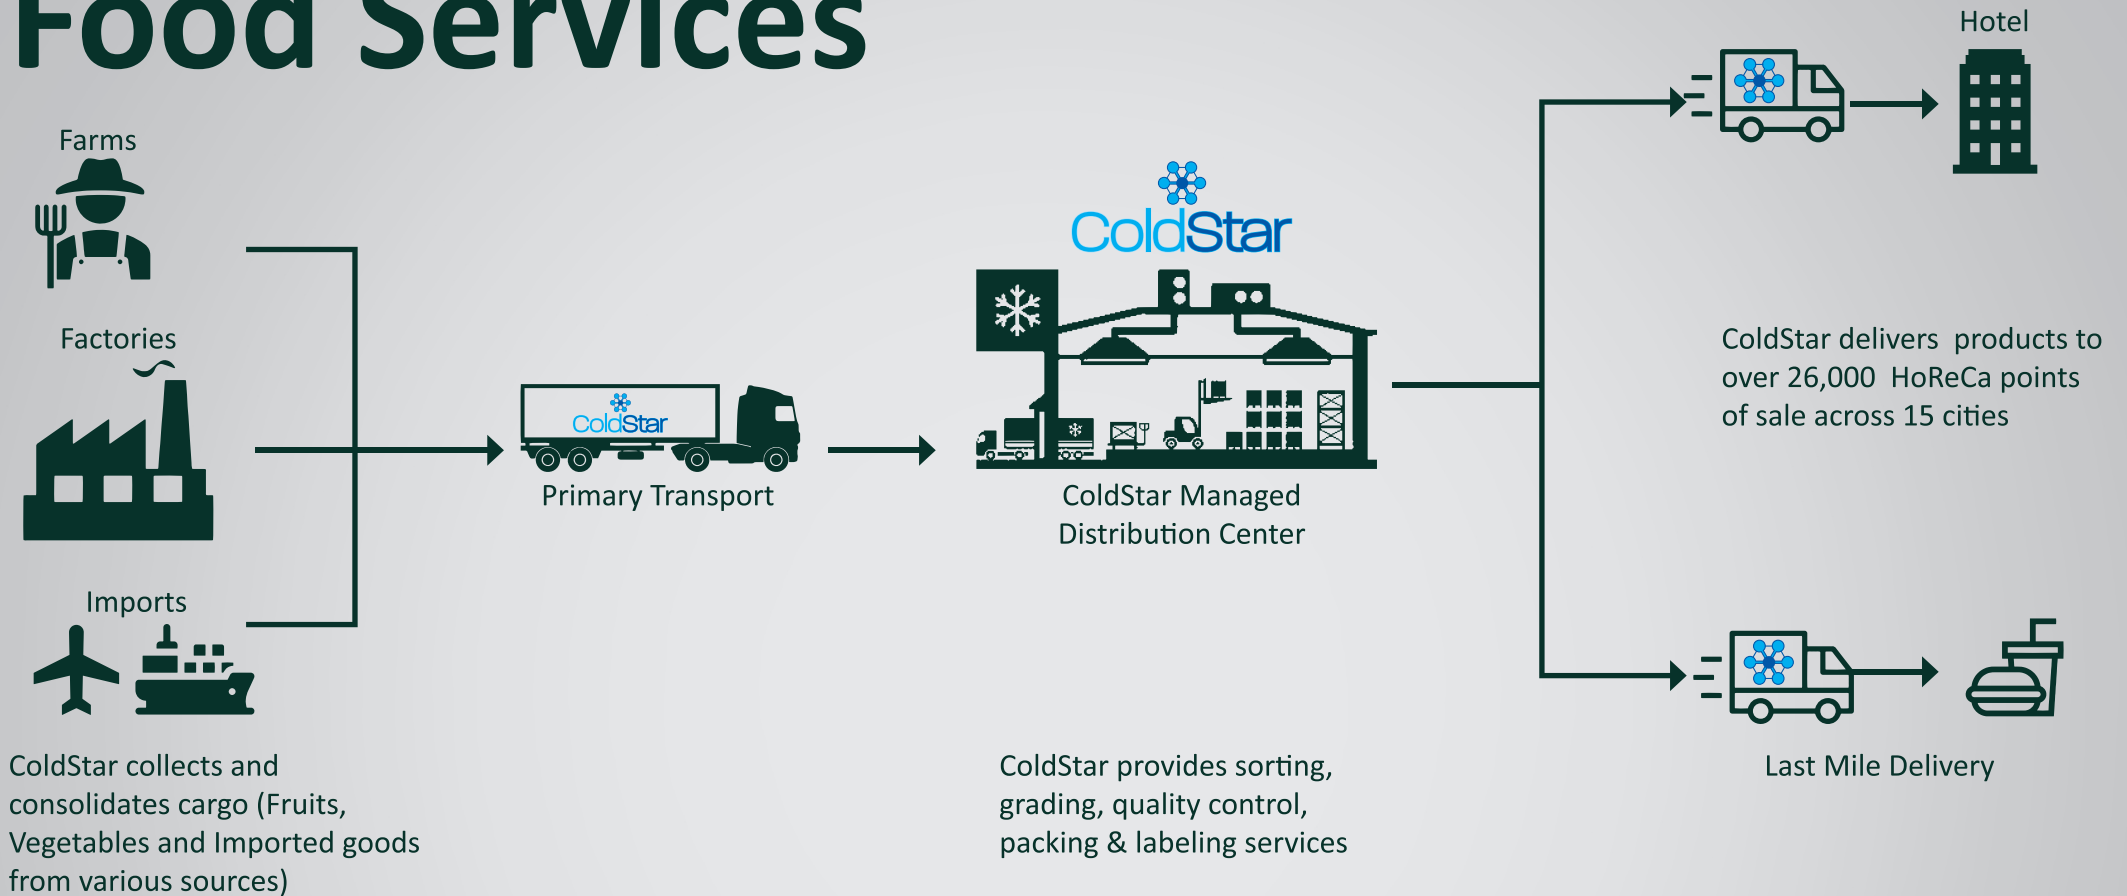 Food Services
Farms
Factories
Imports
ColdStar collects and
consolidates cargo (Fruits,
Vegetables and Imported goods
from various sources)
ColdStar
Primary Transport
ColdStar
ColdStar Managed
Distribution Center
ColdStar provides sorting,
grading, quality control,
packing & labeling services
Hotel
ColdStar delivers products to
over 26,000 HoReCa points
of sale across 15 cities
Last Mile Delivery